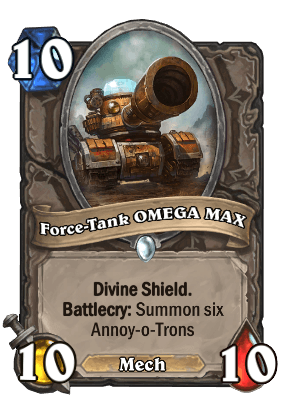 10
Force-Tank OMEGA MAX
Divine Shield.
Battlecry: Summon six
Annoy-o-Trons
10
Mech
10